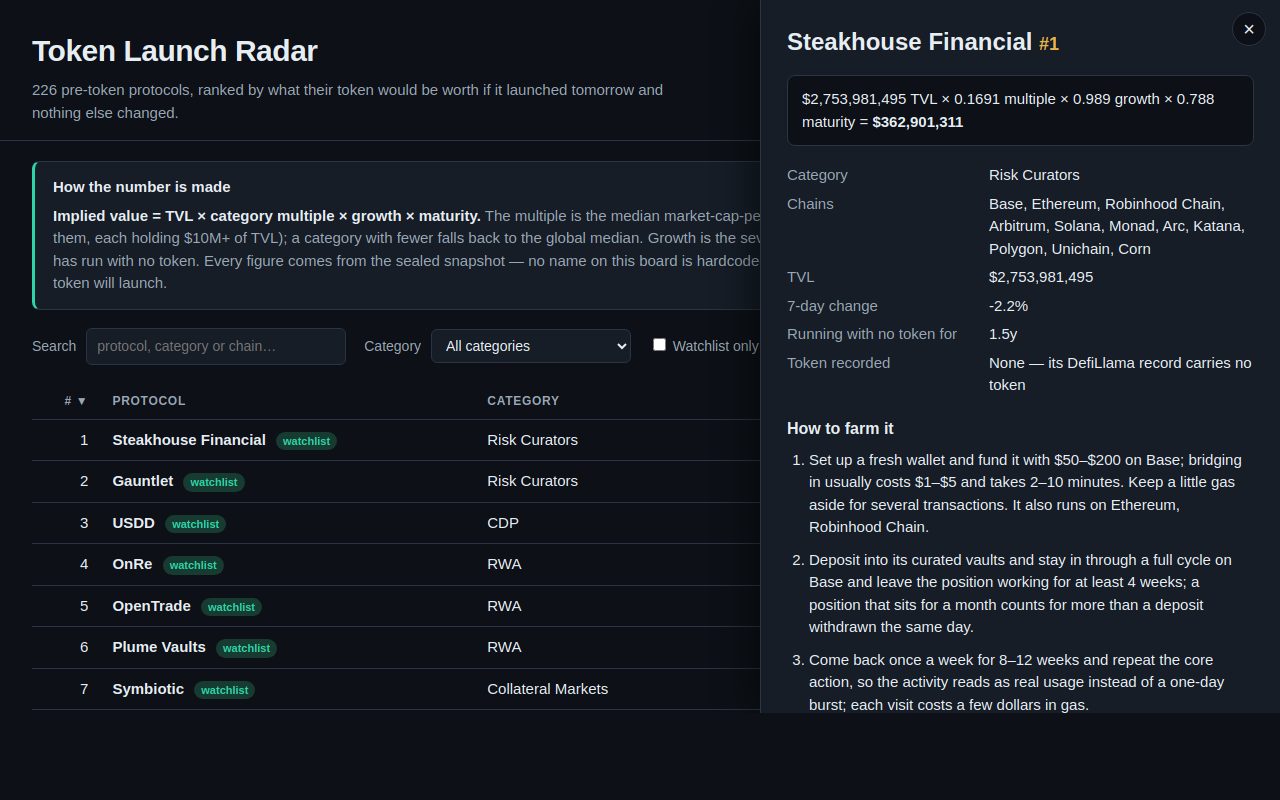 Token Launch Radar
226 pre-token protocols, ranked by what their token would be worth if it launched tomorrow and
nothing else changed.
How the number is made
Implied value = TVL × category multiple × growth × maturity. The multiple is the median market-cap-pe
them, each holding $10M+ of TVL); a category with fewer falls back to the global median. Growth is the sev
has run with no token. Every figure comes from the sealed snapshot — no name on this board is hardcode
token will launch.
Search
protocol, category or chain…
Category
All categories
Watchlist only
# ▼ PROTOCOL CATEGORY
1 Steakhouse Financial watchlist Risk Curators
2 Gauntlet watchlist Risk Curators
3 USDD watchlist CDP
4 OnRe watchlist RWA
5 OpenTrade watchlist RWA
6 Plume Vaults watchlist RWA
7 Symbiotic watchlist Collateral Markets
×
Steakhouse Financial #1
$2,753,981,495 TVL × 0.1691 multiple × 0.989 growth × 0.788
maturity = $362,901,311
Category Risk Curators
Chains Base, Ethereum, Robinhood Chain,
Arbitrum, Solana, Monad, Arc, Katana,
Polygon, Unichain, Corn
TVL $2,753,981,495
7-day change -2.2%
Running with no token for 1.5y
Token recorded None — its DefiLlama record carries no
token
How to farm it
1. Set up a fresh wallet and fund it with $50–$200 on Base; bridging
in usually costs $1–$5 and takes 2–10 minutes. Keep a little gas
aside for several transactions. It also runs on Ethereum,
Robinhood Chain.
2. Deposit into its curated vaults and stay in through a full cycle on
Base and leave the position working for at least 4 weeks; a
position that sits for a month counts for more than a deposit
withdrawn the same day.
3. Come back once a week for 8–12 weeks and repeat the core
action, so the activity reads as real usage instead of a one-day
burst; each visit costs a few dollars in gas.